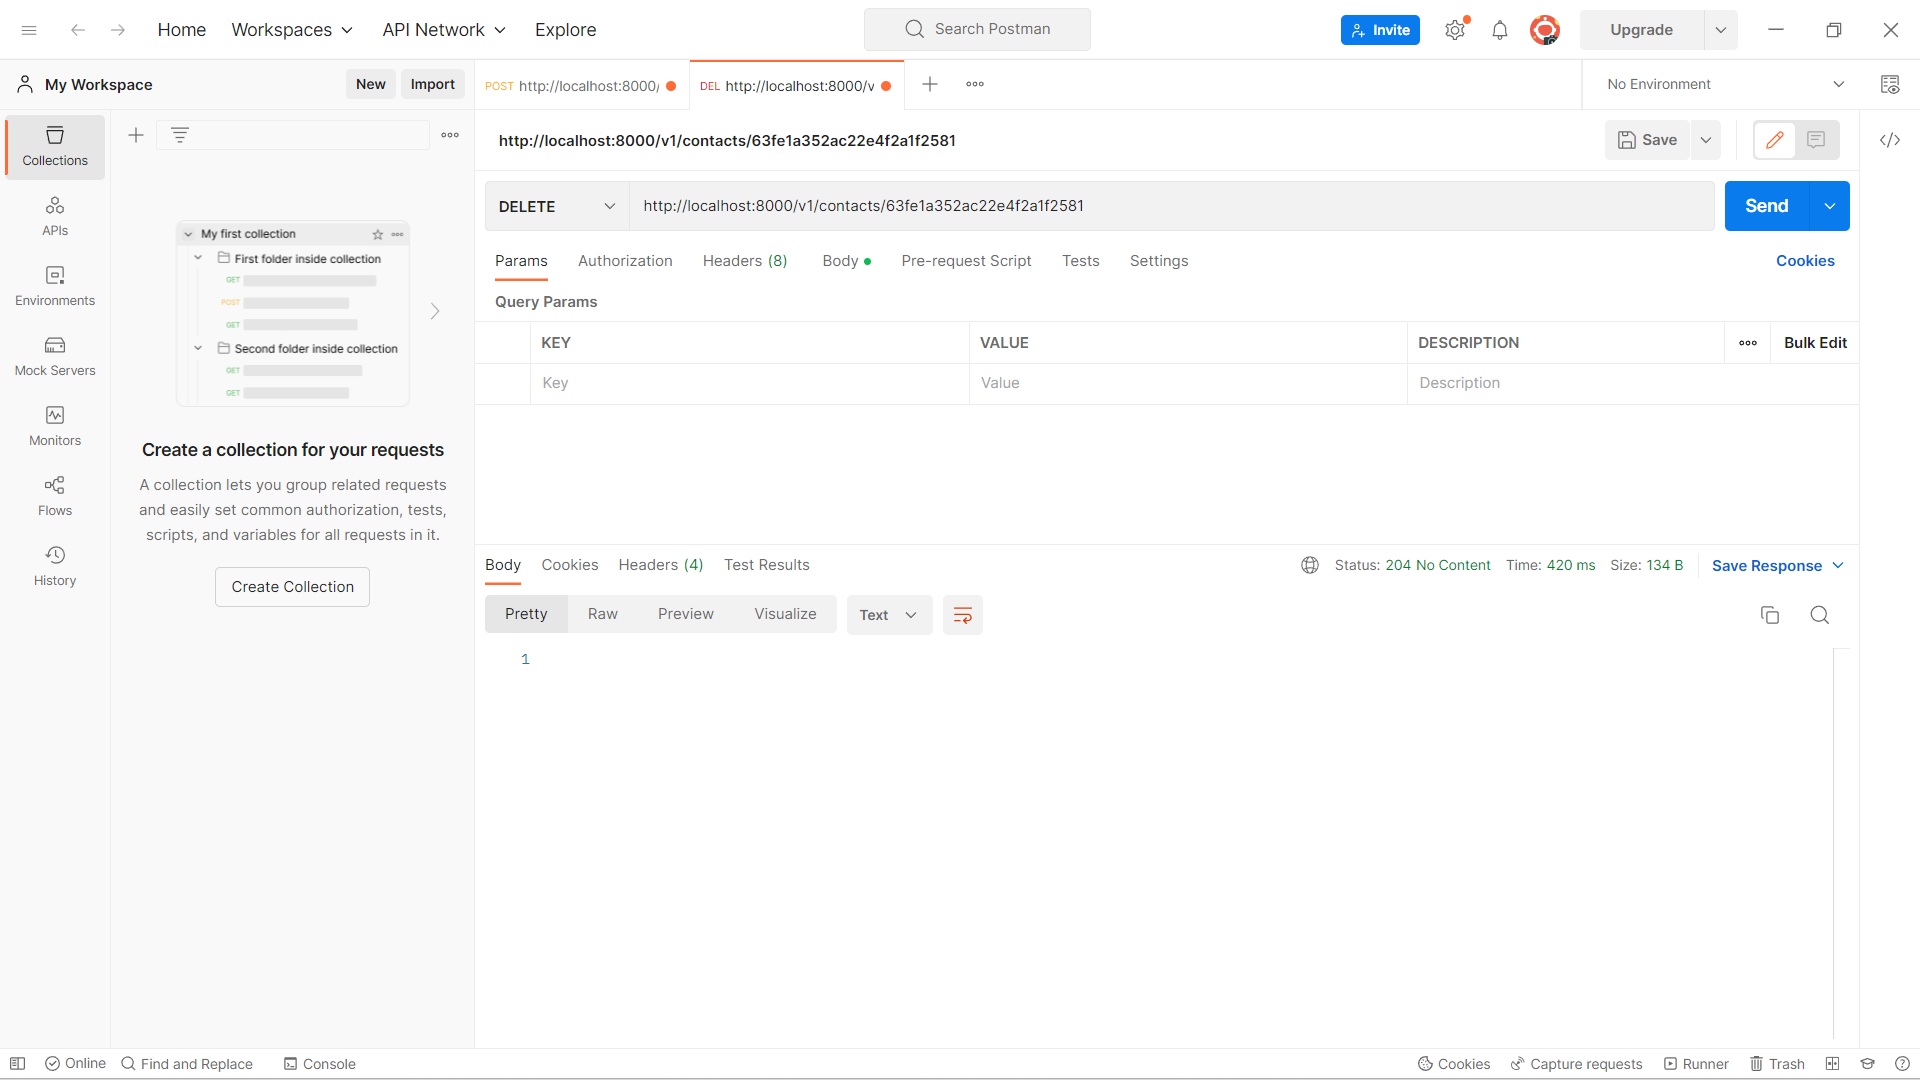 Home Workspaces API Network Explore Search Postman Invite Upgrade
My Workspace New Import POST http://localhost:8000/ DEL http://localhost:8000/v No Environment
http://localhost:8000/v1/contacts/63fe1a352ac22e4f2a1f2581 Save
DELETE http://localhost:8000/v1/contacts/63fe1a352ac22e4f2a1f2581 Send
Params Authorization Headers (8) Body Pre-request Script Tests Settings Cookies
Query Params
KEY VALUE DESCRIPTION Bulk Edit
Key Value Description
Collections
APIs
Environments
Mock Servers
Monitors
Flows
History
My first collection
First folder inside collection
GET
POST
GET
Second folder inside collection
GET
GET
Create a collection for your requests
A collection lets you group related requests
and easily set common authorization, tests,
scripts, and variables for all requests in it.
Create Collection
Body Cookies Headers (4) Test Results Status: 204 No Content Time: 420 ms Size: 134 B Save Response
Pretty Raw Preview Visualize Text
1
Online Find and Replace Console Cookies Capture requests Runner Trash